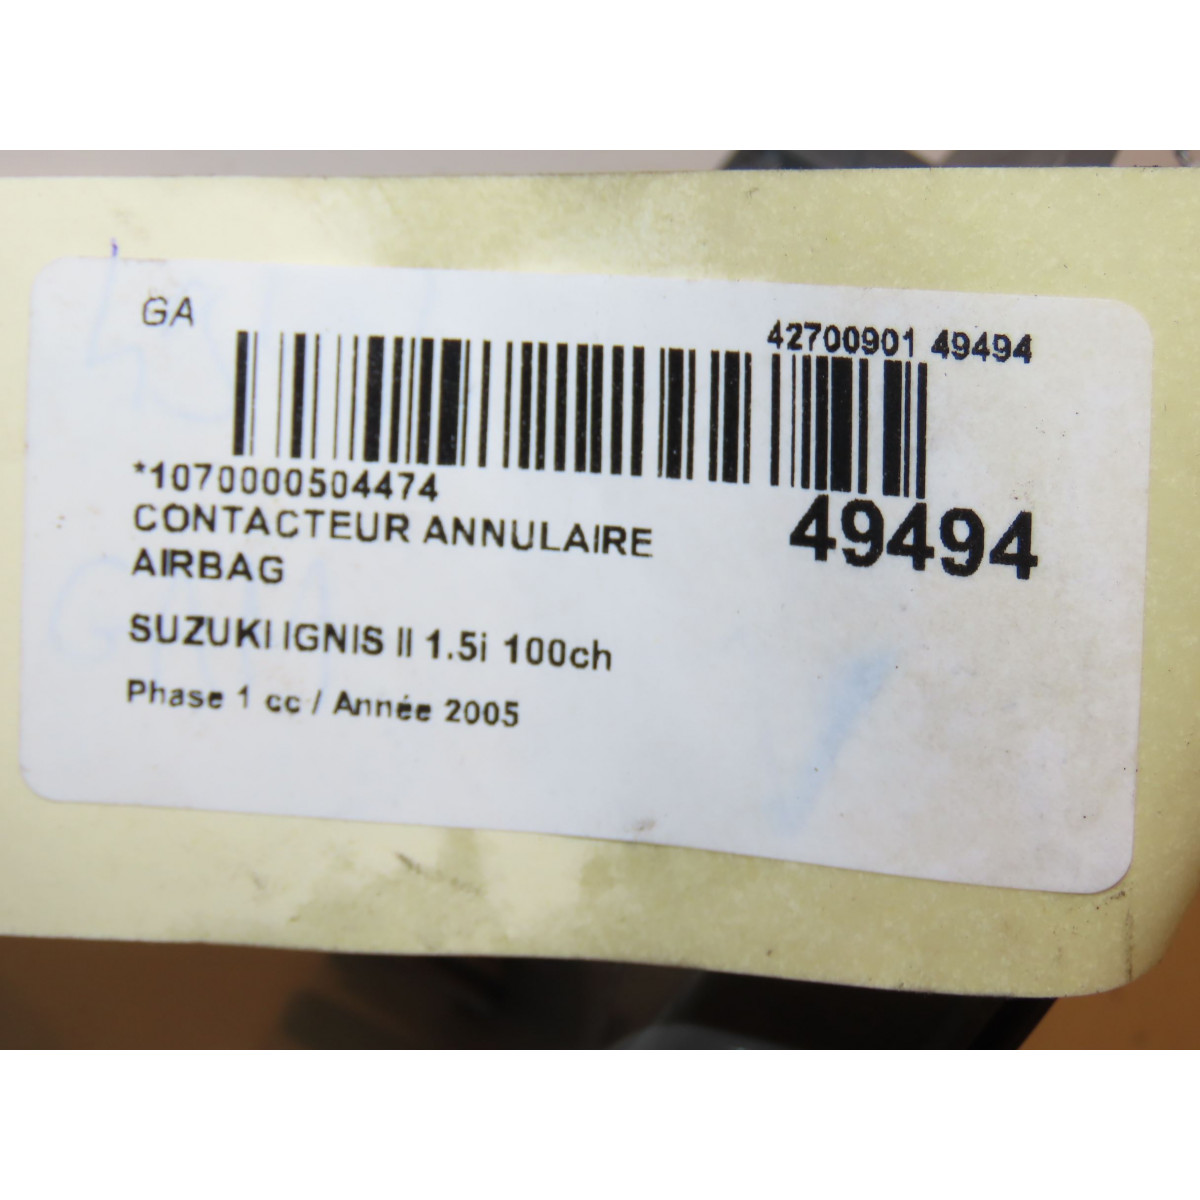 GA
42700901 49494
*1070000504474
CONTACTEUR ANNULAIRE
AIRBAG
49494
SUZUKI IGNIS II 1.5i 100ch
Phase 1 cc / Année 2005